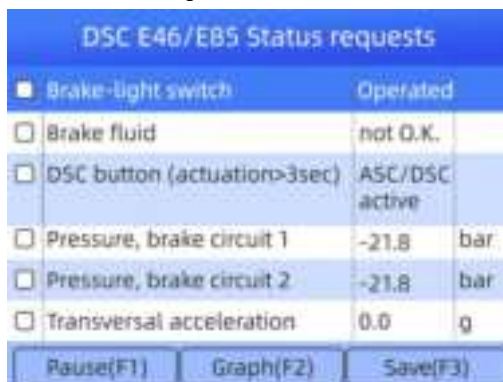 DSC E46/E85 Status requests
Brake-light switch Operated
Brake fluid not O.K.
DSC button (actuation>3sec) ASC/DSC
active
Pressure, brake circuit 1 -21.8 bar
Pressure, brake circuit 2 -21.8 bar
Transversal acceleration 0.0 g
Pause(F1) Graph(F2) Save(F3)